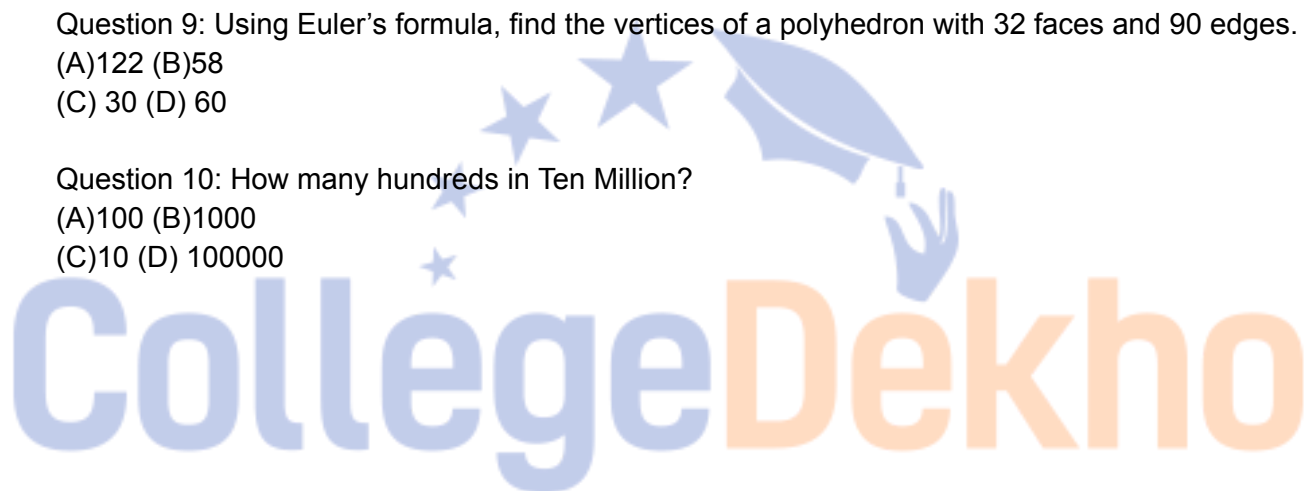 Question 9: Using Euler’s formula, find the vertices of a polyhedron with 32 faces and 90 edges.
(A)122 (B)58
(C) 30 (D) 60
Question 10: How many hundreds in Ten Million?
(A)100 (B)1000
(C)10 (D) 100000
CollegeDekho